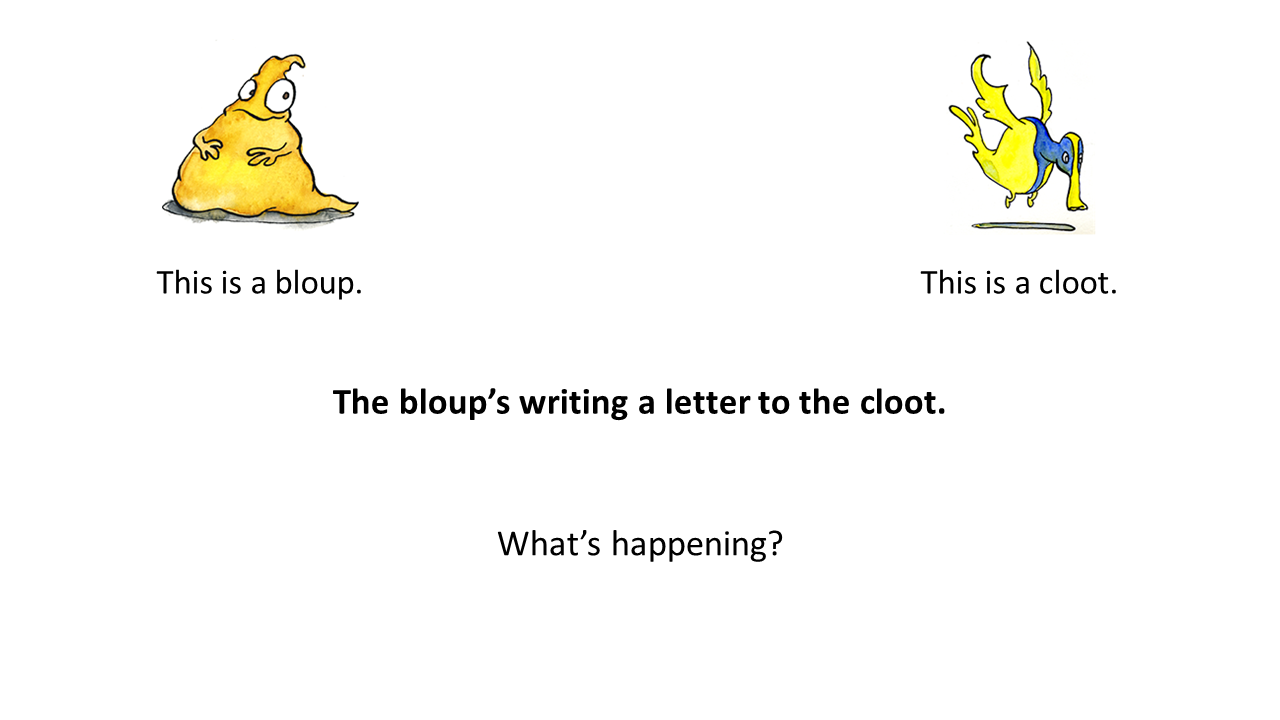 This is a bloup.
This is a cloot.
The bloup’s writing a letter to the cloot.
What’s happening?